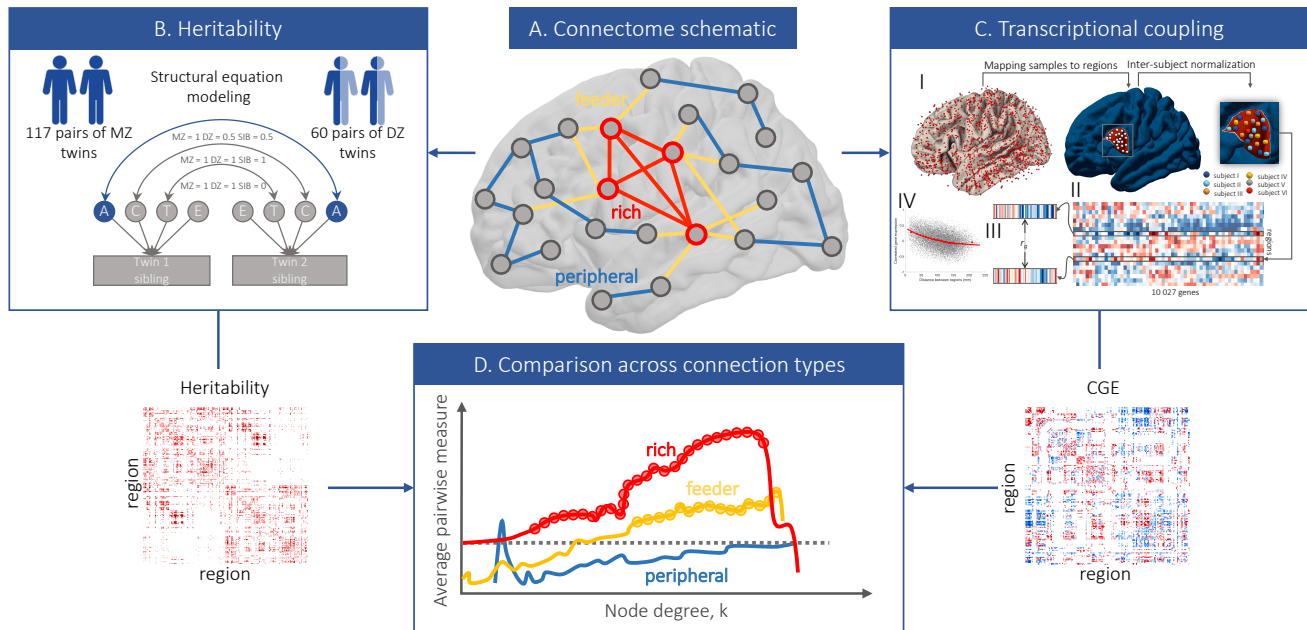 B. Heritability
117 pairs of MZ
twins
Structural equation
modeling
60 pairs of DZ
twins
MZ = 1 DZ = 0.5 SIB = 0.5
MZ = 1 DZ = 1 SIB = 1
MZ = 1 DZ = 1 SIB = 0
A C T E E T C A
Twin 1
sibling
Twin 2
sibling
A. Connectome schematic
feeder
rich
peripheral
C. Transcriptional coupling
I
Mapping samples to regions
Inter-subject normalization
subject I
subject II
subject III
subject IV
subject V
subject VI
II
regions
10 027 genes
III
IV
Distance between regions (mm)
Heritability
region
region
D. Comparison across connection types
Average pairwise measure
rich
feeder
peripheral
Node degree, k
CGE
region
region